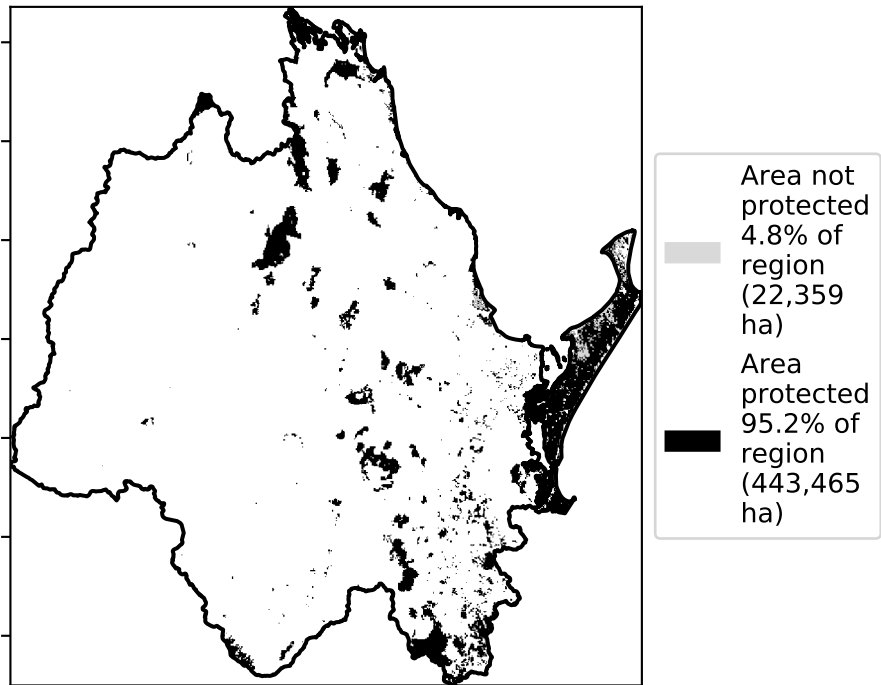 Area not
protected
4.8% of
region
(22,359
ha)
Area
protected
95.2% of
region
(443,465
ha)